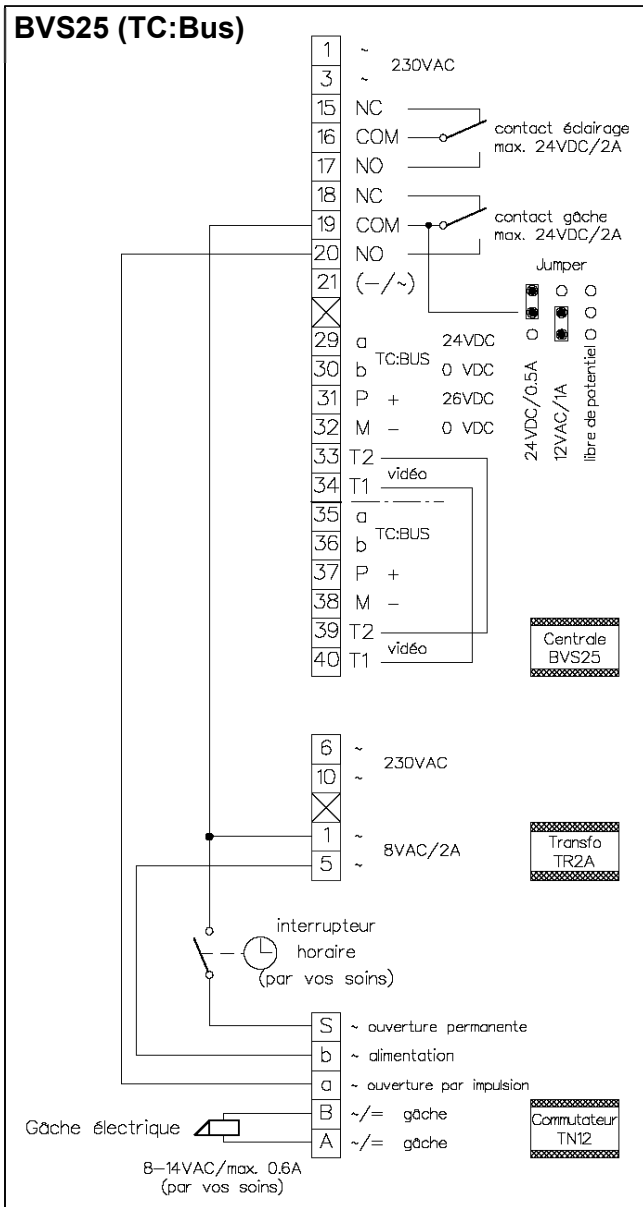 BVS25 (TC:Bus)
1 ~
230VAC
3 ~
15 NC
16 COM
contact éclairage
max. 24VDC/2A
17 NO
18 NC
19 COM
contact gâche
max. 24VDC/2A
20 NO
Jumper
21 (-/~)
24VDC/0.5A
12VAC/1A
libre de potentiel
29 a 24VDC
TC:BUS
30 b 0 VDC
31 P + 26VDC
32 M - 0 VDC
33 T2
vidéo
34 T1
35 a
TC:BUS
36 b
37 P +
38 M -
39 T2
vidéo
40 T1
Centrale
BVS25
6 ~
230VAC
10 ~
1 ~
8VAC/2A
5 ~
Transfo
TR2A
interrupteur
horaire
(par vos soins)
S ~ ouverture permanente
b ~ alimentation
a ~ ouverture par impulsion
B ~/= gâche
A ~/= gâche
Commutateur
TN12
Gâche électrique
8-14VAC/max. 0.6A
(par vos soins)